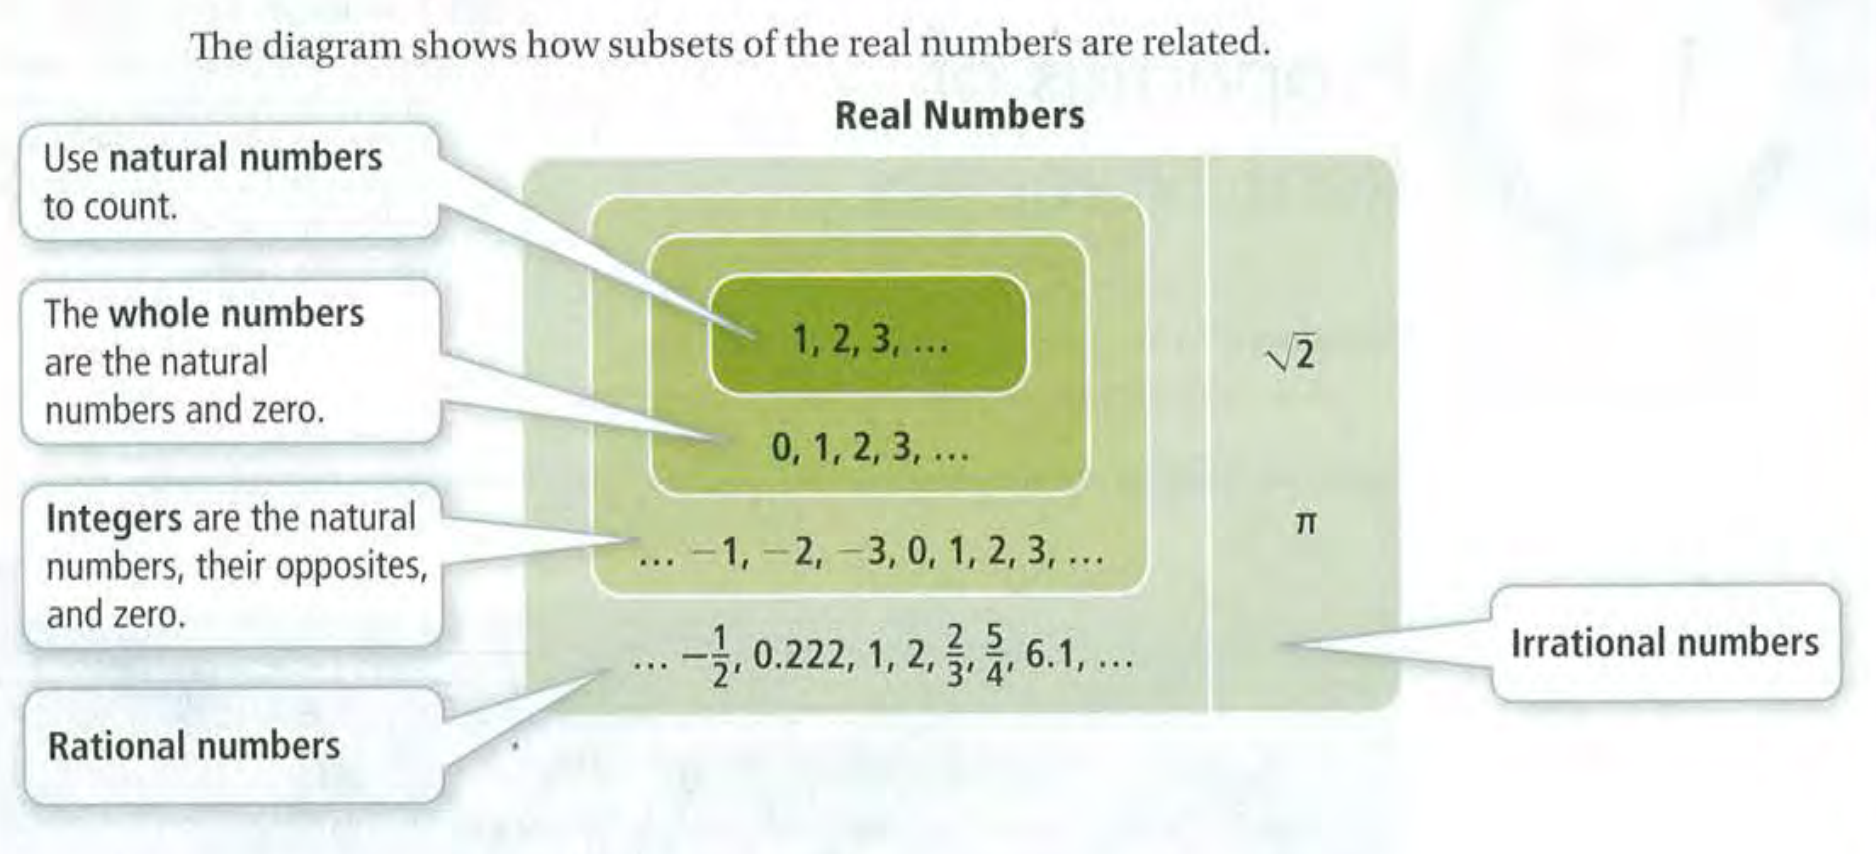 The diagram shows how subsets of the real numbers are related.
Real Numbers
Use natural numbers
to count.
1, 2, 3, ...
The whole numbers
are the natural
numbers and zero.
0, 1, 2, 3, ...
Integers are the natural
numbers, their opposites,
and zero.
... −1, −2, −3, 0, 1, 2, 3, ...
Rational numbers
... −1/2, 0.222, 1, 2, 2/3, 5/4, 6.1, ...
√2
π
Irrational numbers